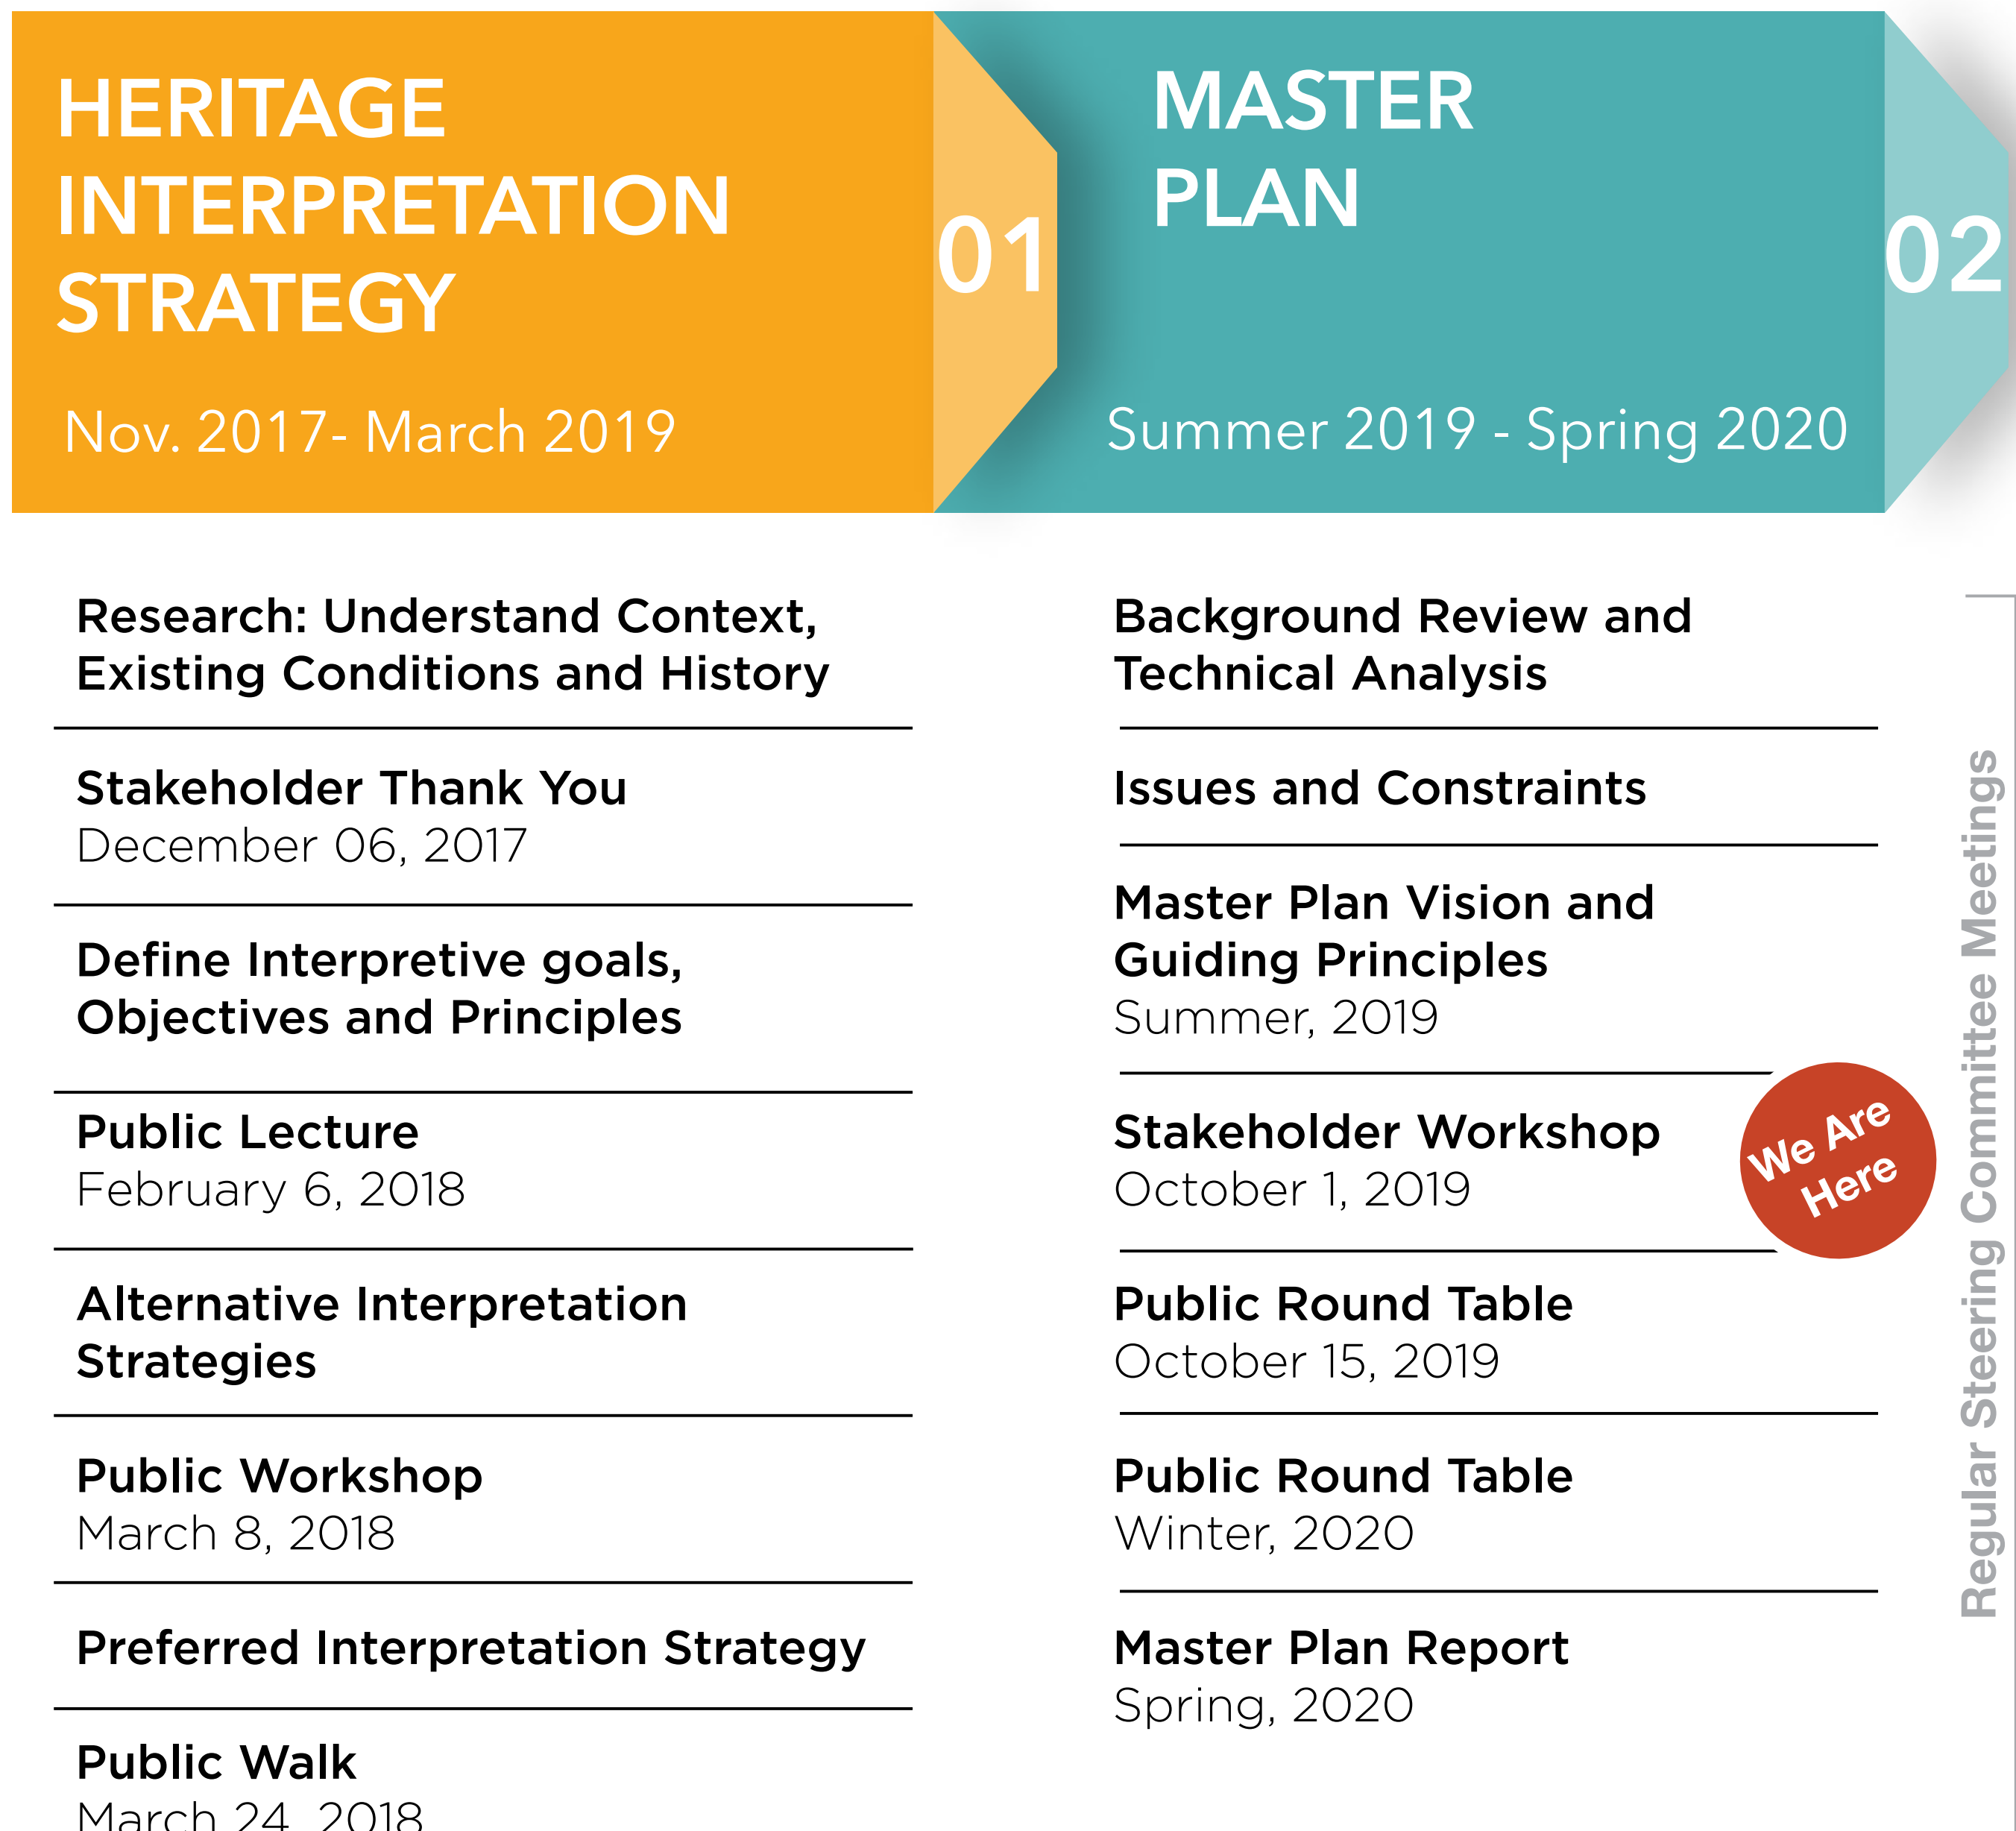 HERITAGE
INTERPRETATION
STRATEGY
Nov. 2017- March 2019
01
MASTER
PLAN
Summer 2019 - Spring 2020
02
Research: Understand Context,
Existing Conditions and History
Stakeholder Thank You
December 06, 2017
Define Interpretive goals,
Objectives and Principles
Public Lecture
February 6, 2018
Alternative Interpretation
Strategies
Public Workshop
March 8, 2018
Preferred Interpretation Strategy
Public Walk
March 24, 2018
Background Review and
Technical Analysis
Issues and Constraints
Master Plan Vision and
Guiding Principles
Summer, 2019
Stakeholder Workshop
October 1, 2019
We Are
Here
Public Round Table
October 15, 2019
Public Round Table
Winter, 2020
Master Plan Report
Spring, 2020
Regular Steering Committee Meetings